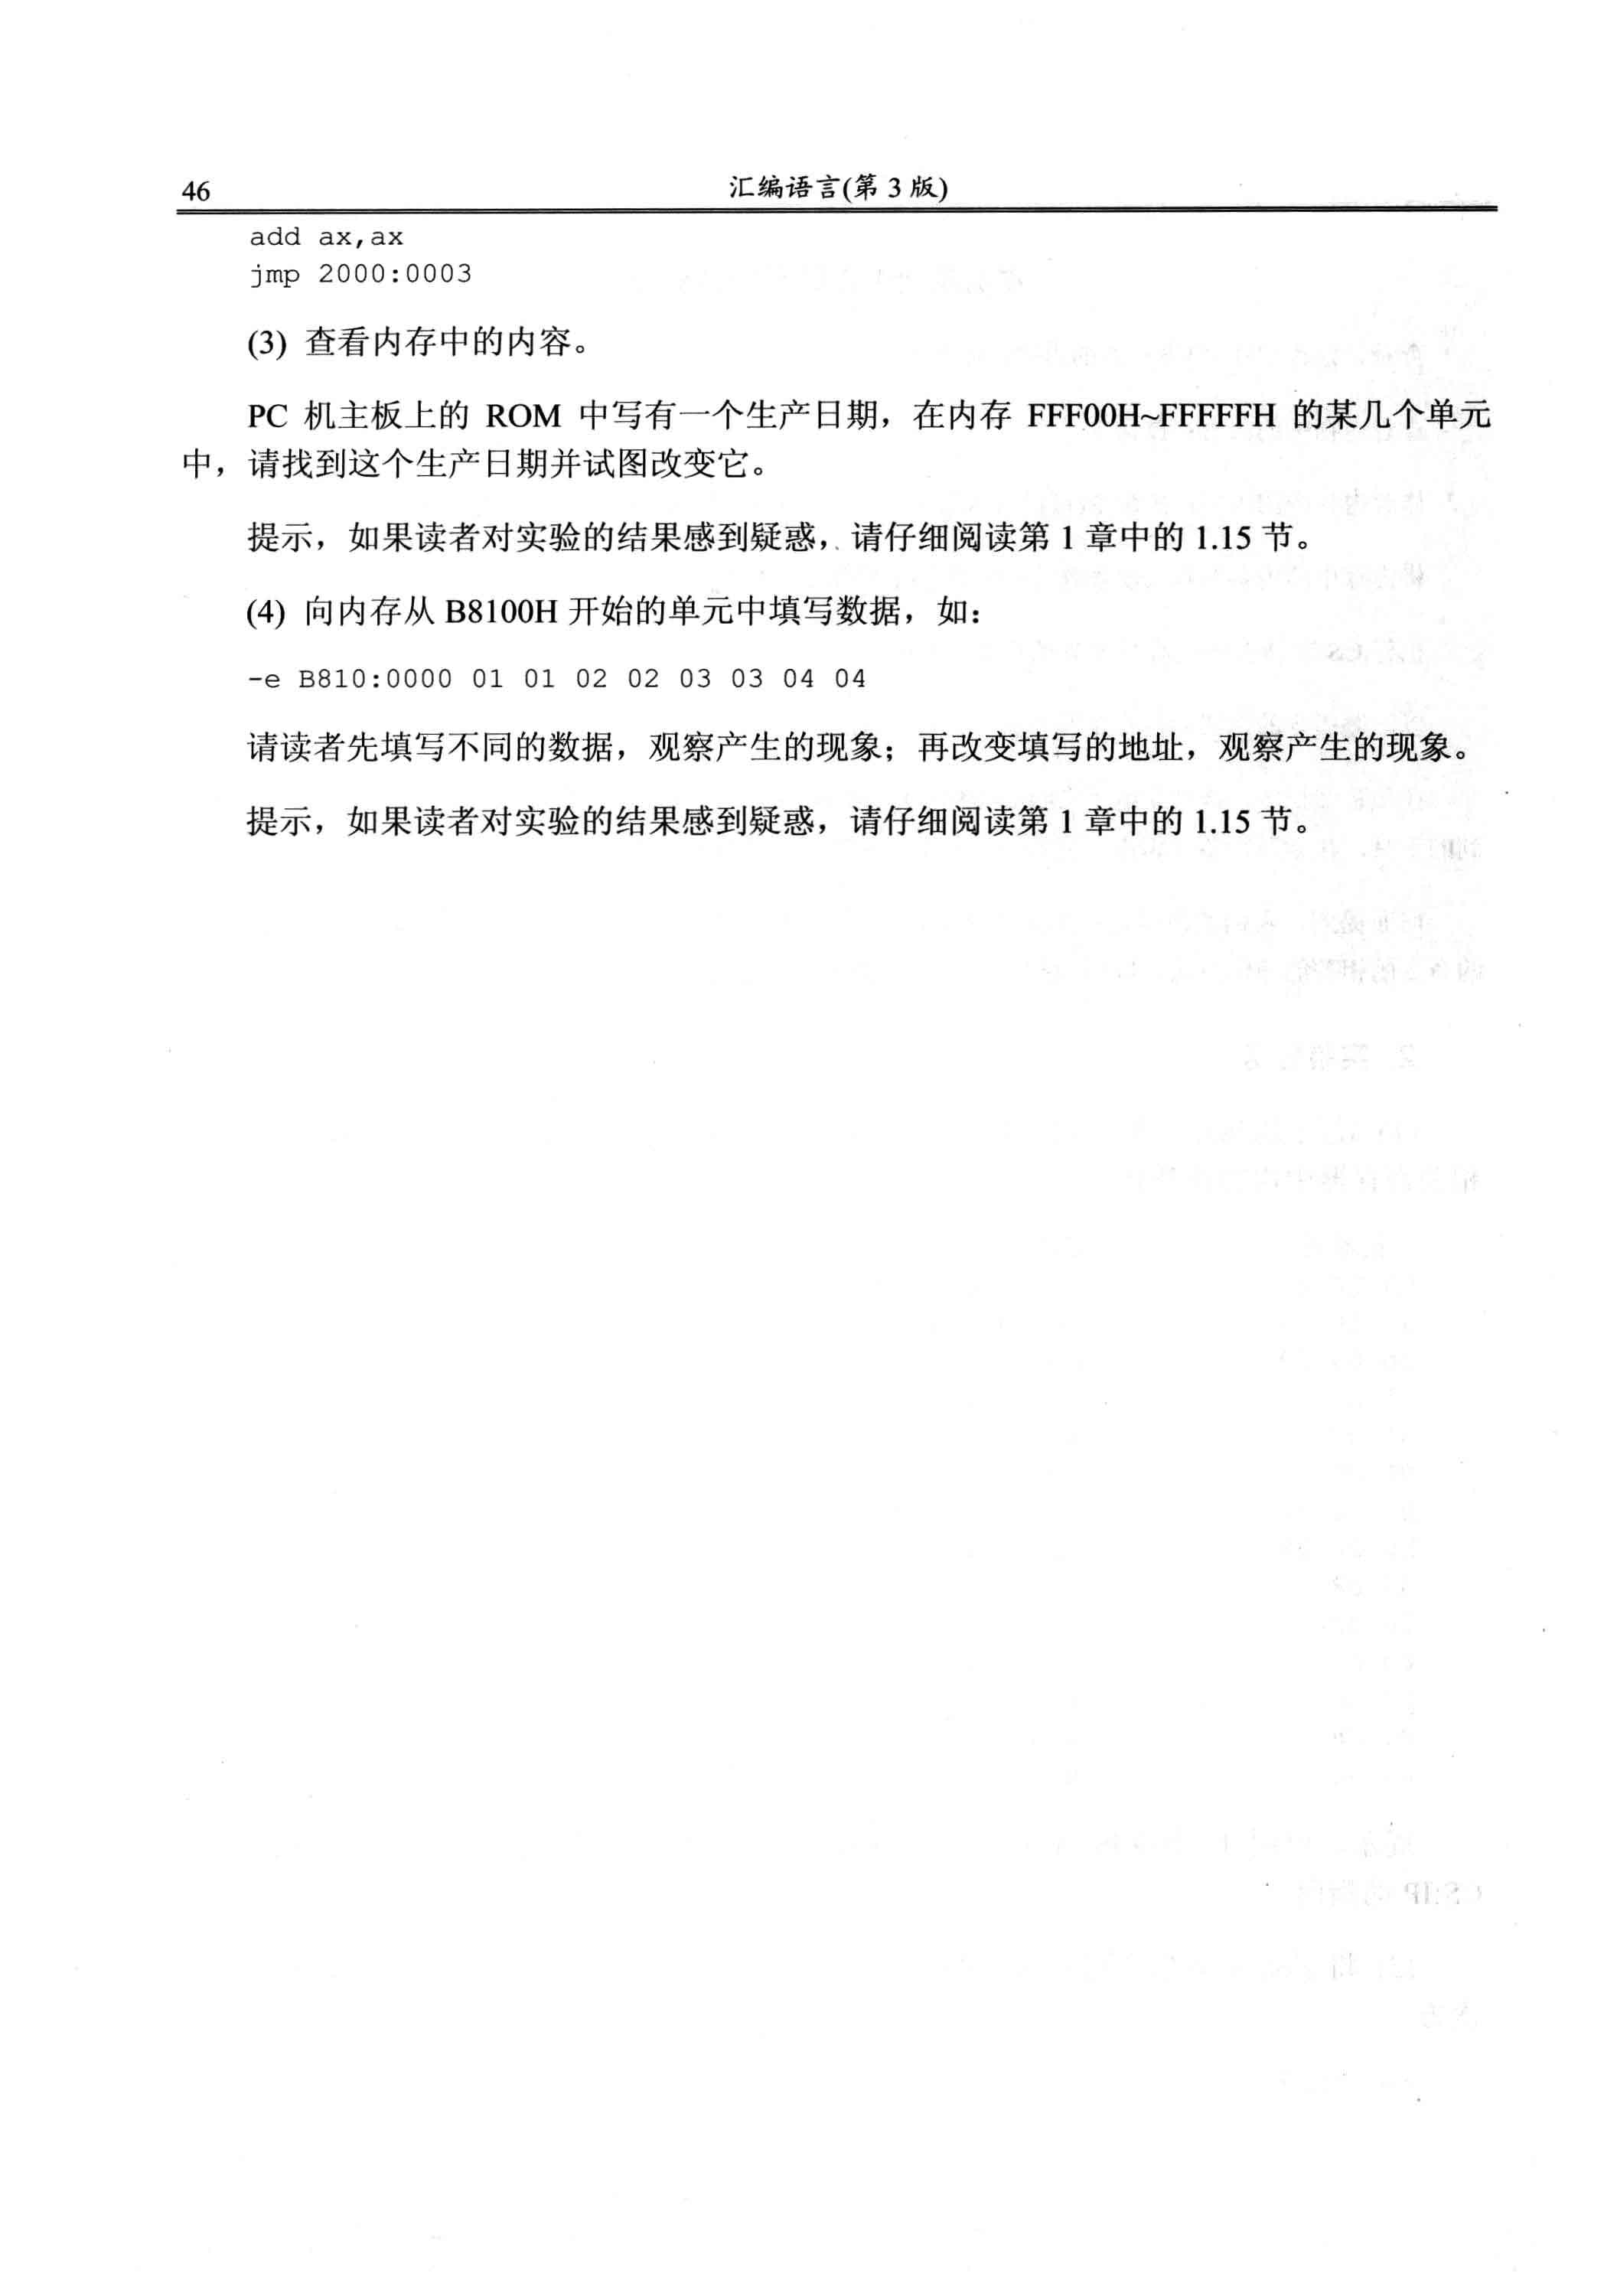 46
汇编语言(第 3 版)
add ax,ax
jmp 2000:0003
(3) 查看内存中的内容。
PC 机主板上的 ROM 中写有一个生产日期，在内存 FFF00H~FFFFFH 的某几个单元
中，请找到这个生产日期并试图改变它。
提示，如果读者对实验的结果感到疑惑，请仔细阅读第 1 章中的 1.15 节。
(4) 向内存从 B8100H 开始的单元中填写数据，如：
-e B810:0000 01 01 02 02 03 03 04 04
请读者先填写不同的数据，观察产生的现象；再改变填写的地址，观察产生的现象。
提示，如果读者对实验的结果感到疑惑，请仔细阅读第 1 章中的 1.15 节。